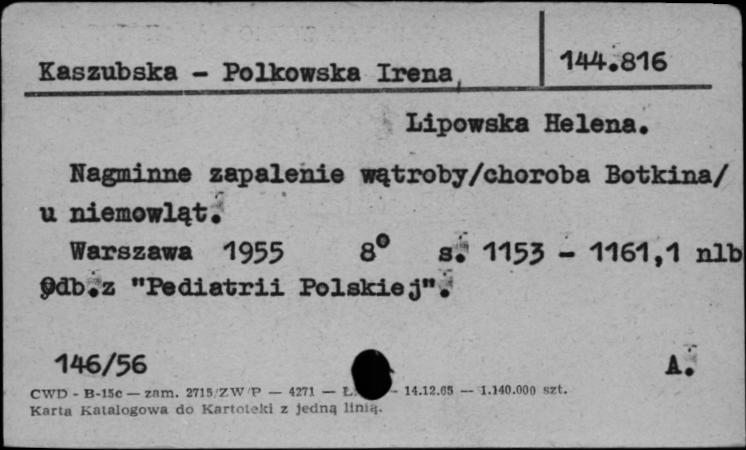 Kaszubska - Polkowska Irena, 144.816
Lipowska Helena.
Nagminne zapalenie wątroby/choroba Botkina/
u niemowląt.
Warszawa 1955 8° s. 1153 - 1161,1 nlb
Odb.z "Pediatrii Polskiej".
146/56 A.
CWD - B-15c — zam. 2715/ZW/P — 4271 — — 14.12.65 — 1.140.000 szt.
Karta Katalogowa do Kartoteki z jedną linią.